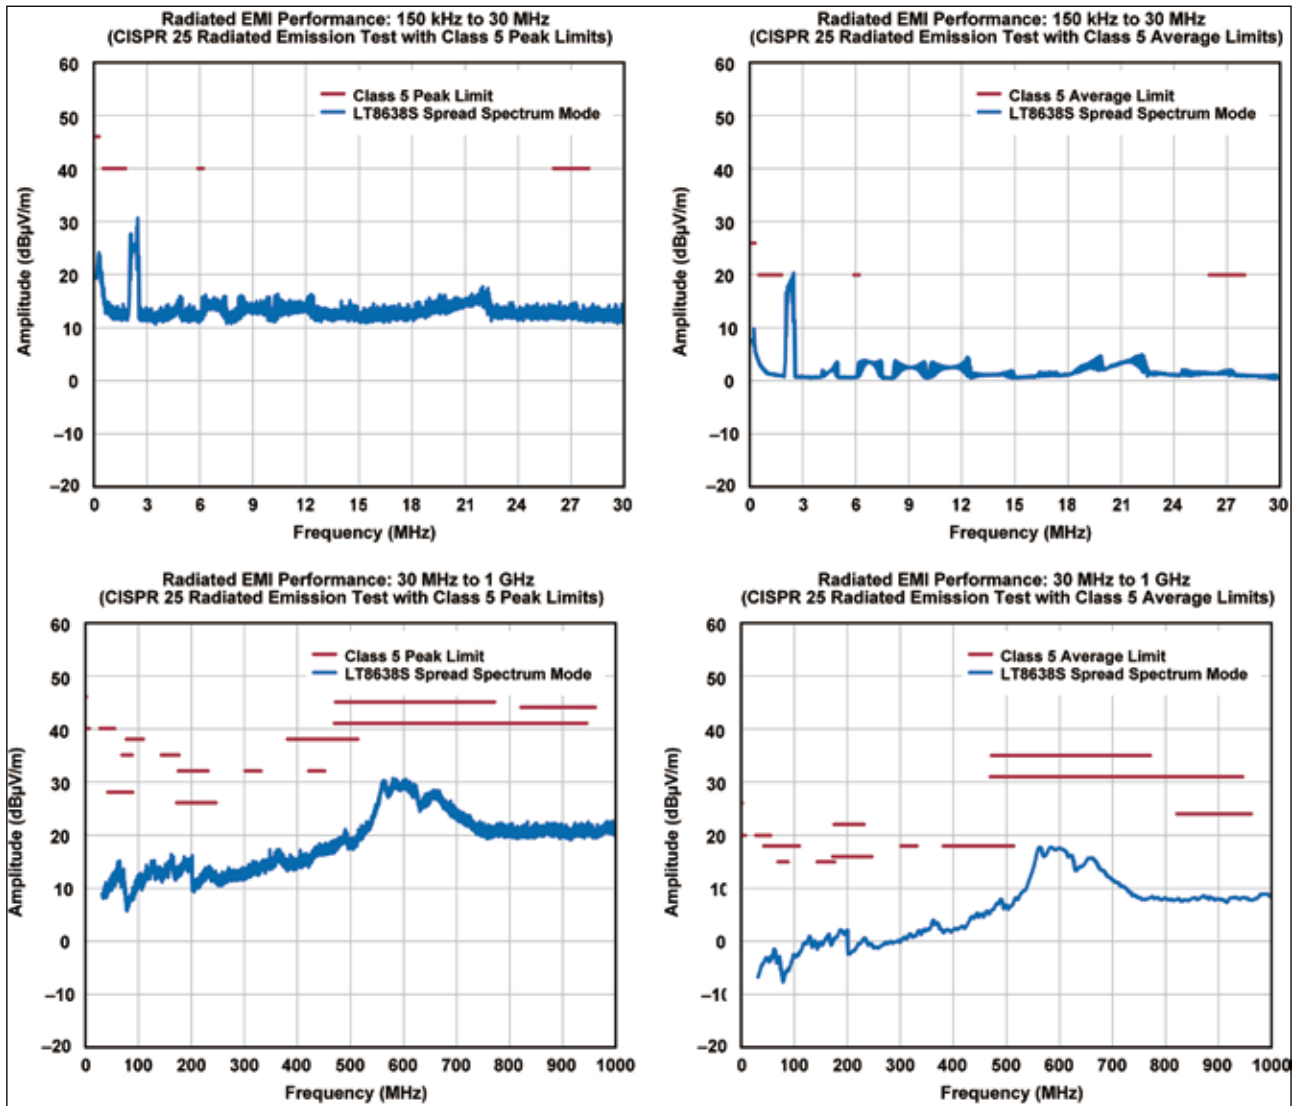 Radiated EMI Performance: 150 kHz to 30 MHz
(CISPR 25 Radiated Emission Test with Class 5 Peak Limits)
60
50
40
30
20
10
0
–10
–20
Amplitude (dBµV/m)
Class 5 Peak Limit
LT8638S Spread Spectrum Mode
0 3 6 9 12 15 18 21 24 27 30
Frequency (MHz)
Radiated EMI Performance: 150 kHz to 30 MHz
(CISPR 25 Radiated Emission Test with Class 5 Average Limits)
60
50
40
30
20
10
0
–10
–20
Amplitude (dBµV/m)
Class 5 Average Limit
LT8638S Spread Spectrum Mode
0 3 6 9 12 15 18 21 24 27 30
Frequency (MHz)
Radiated EMI Performance: 30 MHz to 1 GHz
(CISPR 25 Radiated Emission Test with Class 5 Peak Limits)
60
50
40
30
20
10
0
–10
–20
Amplitude (dBµV/m)
Class 5 Peak Limit
LT8638S Spread Spectrum Mode
0 100 200 300 400 500 600 700 800 900 1000
Frequency (MHz)
Radiated EMI Performance: 30 MHz to 1 GHz
(CISPR 25 Radiated Emission Test with Class 5 Average Limits)
60
50
40
30
20
10
0
–10
–20
Amplitude (dBµV/m)
Class 5 Average Limit
LT8638S Spread Spectrum Mode
0 100 200 300 400 500 600 700 800 900 1000
Frequency (MHz)